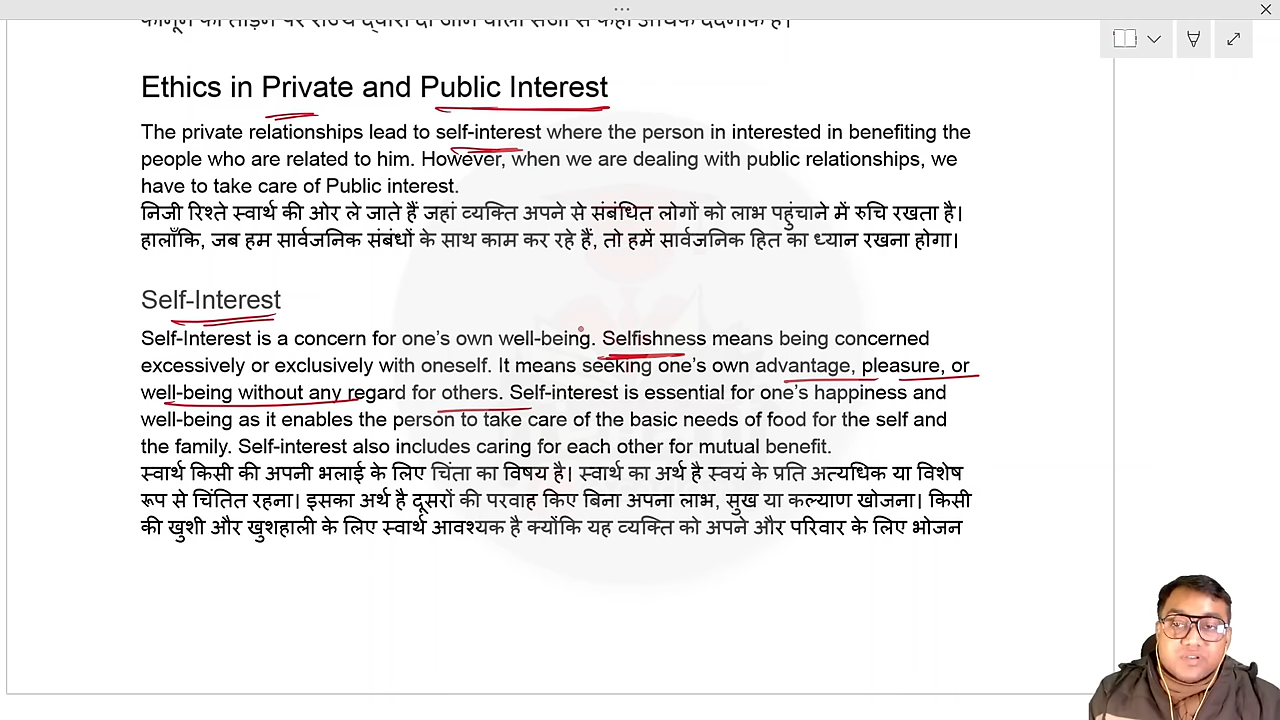 कानून को तोड़ने पर राज्य द्वारा दी जाने वाली सजा से कहीं अधिक दर्दनाक है।
Ethics in Private and Public Interest
The private relationships lead to self-interest where the person in interested in benefiting the
people who are related to him. However, when we are dealing with public relationships, we
have to take care of Public interest.
निजी रिश्ते स्वार्थ की ओर ले जाते हैं जहां व्यक्ति अपने से संबंधित लोगों को लाभ पहुंचाने में रुचि रखता है।
हालाँकि, जब हम सार्वजनिक संबंधों के साथ काम कर रहे हैं, तो हमें सार्वजनिक हित का ध्यान रखना होगा।
Self-Interest
Self-Interest is a concern for one's own well-being. Selfishness means being concerned
excessively or exclusively with oneself. It means seeking one's own advantage, pleasure, or
well-being without any regard for others. Self-interest is essential for one's happiness and
well-being as it enables the person to take care of the basic needs of food for the self and
the family. Self-interest also includes caring for each other for mutual benefit.
स्वार्थ किसी की अपनी भलाई के लिए चिंता का विषय है। स्वार्थ का अर्थ है स्वयं के प्रति अत्यधिक या विशेष
रूप से चिंतित रहना। इसका अर्थ है दूसरों की परवाह किए बिना अपना लाभ, सुख या कल्याण खोजना। किसी
की खुशी और खुशहाली के लिए स्वार्थ आवश्यक है क्योंकि यह व्यक्ति को अपने और परिवार के लिए भोजन